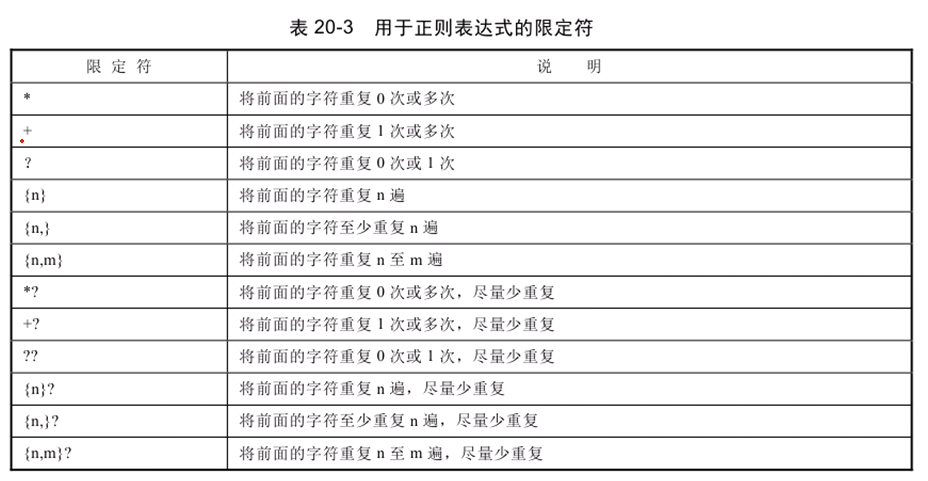 表 20-3 用于正则表达式的限定符
限 定 符 说 明
* 将前面的字符重复 0 次或多次
+ 将前面的字符重复 1 次或多次
? 将前面的字符重复 0 次或 1 次
{n} 将前面的字符重复 n 遍
{n,} 将前面的字符至少重复 n 遍
{n,m} 将前面的字符重复 n 至 m 遍
*? 将前面的字符重复 0 次或多次，尽量少重复
+? 将前面的字符重复 1 次或多次，尽量少重复
?? 将前面的字符重复 0 次或 1 次，尽量少重复
{n}? 将前面的字符重复 n 遍，尽量少重复
{n,}? 将前面的字符至少重复 n 遍，尽量少重复
{n,m}? 将前面的字符重复 n 至 m 遍，尽量少重复